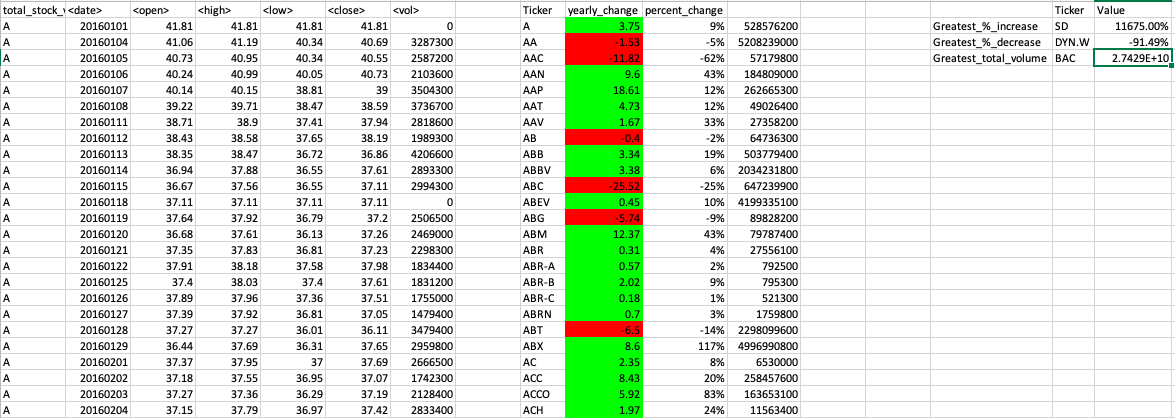 total_stock_v <date> <open> <high> <low> <close> <vol> Ticker yearly_change percent_change Ticker Value
A 20160101 41.81 41.81 41.81 41.81 0 A 3.75 9% 528576200 Greatest_%_increase SD 11675.00%
A 20160104 41.06 41.19 40.34 40.69 3287300 AA -1.53 -5% 5208239000 Greatest_%_decrease DYN.W -91.49%
A 20160105 40.73 40.95 40.34 40.55 2587200 AAC -11.82 -62% 57179800 Greatest_total_volume BAC 2.7429E+10
A 20160106 40.24 40.99 40.05 40.73 2103600 AAN 9.6 43% 184809000
A 20160107 40.14 40.15 38.81 39 3504300 AAP 18.61 12% 262665300
A 20160108 39.22 39.71 38.47 38.59 3736700 AAT 4.73 12% 49026400
A 20160111 38.71 38.9 37.41 37.94 2818600 AAV 1.67 33% 27358200
A 20160112 38.43 38.58 37.65 38.19 1989300 AB -0.4 -2% 64736300
A 20160113 38.35 38.47 36.72 36.86 4206600 ABB 3.34 19% 503779400
A 20160114 36.94 37.88 36.55 37.61 2893300 ABBV 3.38 6% 2034231800
A 20160115 36.67 37.56 36.55 37.11 2994300 ABC -25.52 -25% 647239900
A 20160118 37.11 37.11 37.11 37.11 0 ABEV 0.45 10% 4199335100
A 20160119 37.64 37.92 36.79 37.2 2506500 ABG -5.74 -9% 89828200
A 20160120 36.68 37.61 36.13 37.26 2469000 ABM 12.37 43% 79787400
A 20160121 37.35 37.83 36.81 37.23 2298300 ABR 0.31 4% 27556100
A 20160122 37.91 38.18 37.58 37.98 1834400 ABR-A 0.57 2% 792500
A 20160125 37.4 38.03 37.4 37.61 1831200 ABR-B 2.02 9% 795300
A 20160126 37.89 37.96 37.36 37.51 1755000 ABR-C 0.18 1% 521300
A 20160127 37.39 37.92 36.81 37.05 1479400 ABRN 0.7 3% 1759800
A 20160128 37.27 37.27 36.01 36.11 3479400 ABT -6.5 -14% 2298099600
A 20160129 36.44 37.69 36.31 37.65 2959800 ABX 8.6 117% 4996990800
A 20160201 37.37 37.95 37 37.69 2666500 AC 2.35 8% 6530000
A 20160202 37.18 37.55 36.95 37.07 1742300 ACC 8.43 20% 258457600
A 20160203 37.27 37.36 36.29 37.19 2128400 ACCO 5.92 83% 163653100
A 20160204 37.15 37.79 36.97 37.42 2833400 ACH 1.97 24% 11563400